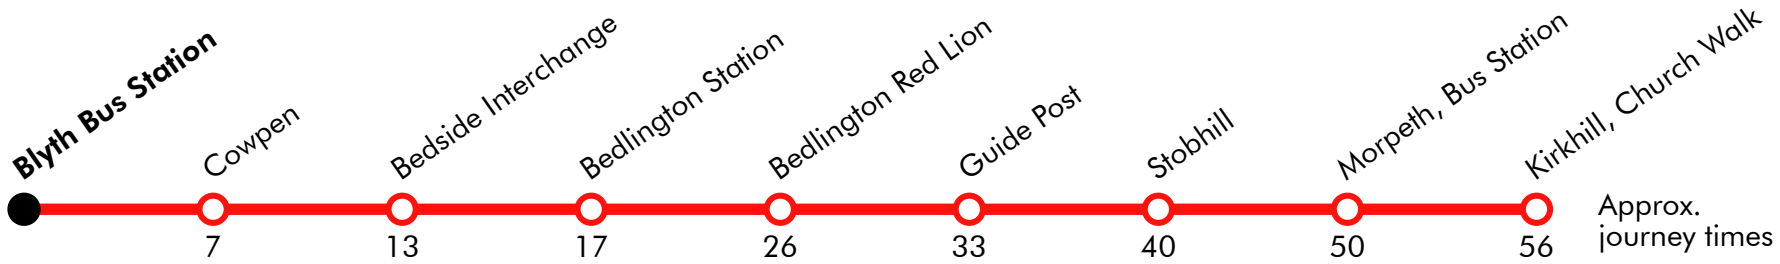 Blyth Bus Station
Cowpen
Bedside Interchange
Bedlington Station
Bedlington Red Lion
Guide Post
Stobhill
Morpeth, Bus Station
Kirkhill, Church Walk
7
13
17
26
33
40
50
56
Approx.
journey times